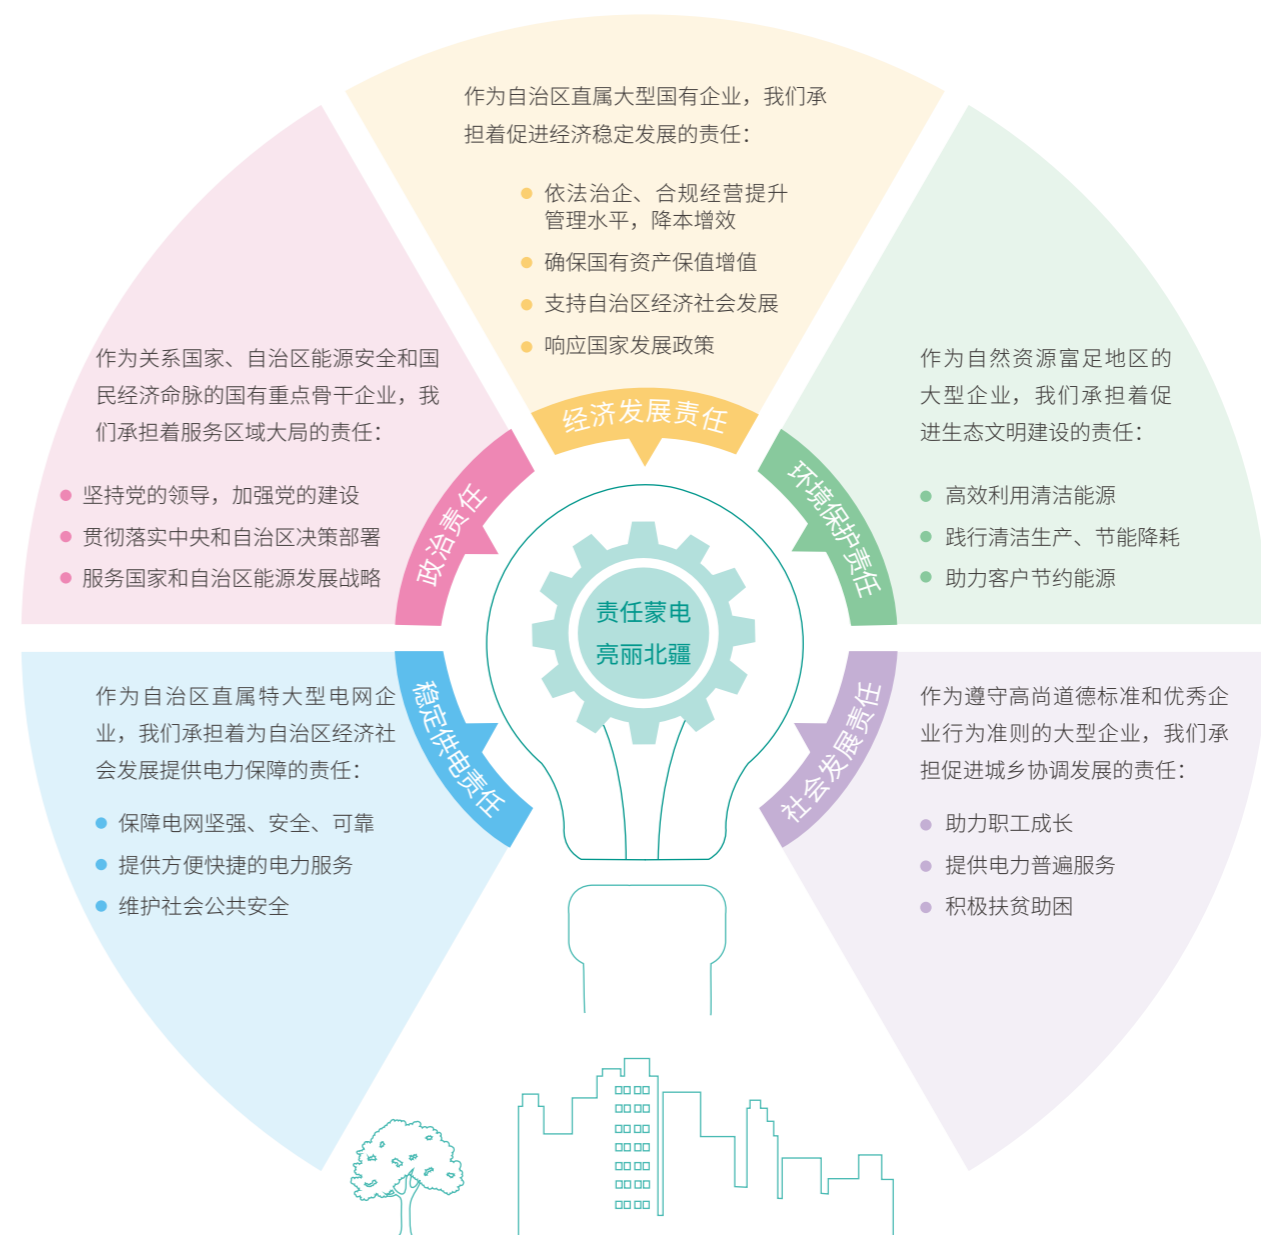 作为自治区直属大型国有企业，我们承
担着促进经济稳定发展的责任：
依法治企、合规经营提升
管理水平，降本增效
确保国有资产保值增值
支持自治区经济社会发展
响应国家发展政策
经济发展责任
作为关系国家、自治区能源安全和国
民经济命脉的国有重点骨干企业，我
们承担着服务区域大局的责任：
坚持党的领导，加强党的建设
贯彻落实中央和自治区决策部署
服务国家和自治区能源发展战略
政治责任
作为自然资源富足地区的
大型企业，我们承担着促
进生态文明建设的责任：
高效利用清洁能源
践行清洁生产、节能降耗
助力客户节约能源
环境保护责任
责任蒙电
亮丽北疆
作为自治区直属特大型电网企
业，我们承担着为自治区经济社
会发展提供电力保障的责任：
保障电网坚强、安全、可靠
提供方便快捷的电力服务
维护社会公共安全
稳定供电责任
作为遵守高尚道德标准和优秀企
业行为准则的大型企业，我们承
担促进城乡协调发展的责任：
助力职工成长
提供电力普遍服务
积极扶贫助困
社会发展责任